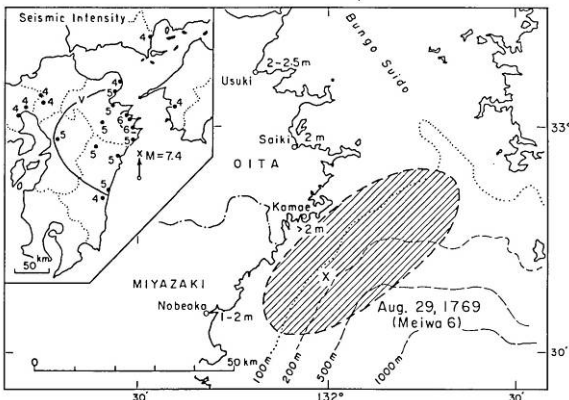 Seismic Intensity
4
4
4
4
4
4
4
5
V
5
5
6
6
5
5
5
5
5
4
X
M=7.4
50 km
Bungo Suido
2-2.5m
Usuki
Saiki
2m
OITA
Kamae
>2m
MIYAZAKI
Nobeoka
1-2m
X
Aug. 29, 1769
(Meiwa 6)
0
50 km
100m
200m
500m
1000m
33°
30'
30'
132°
30'